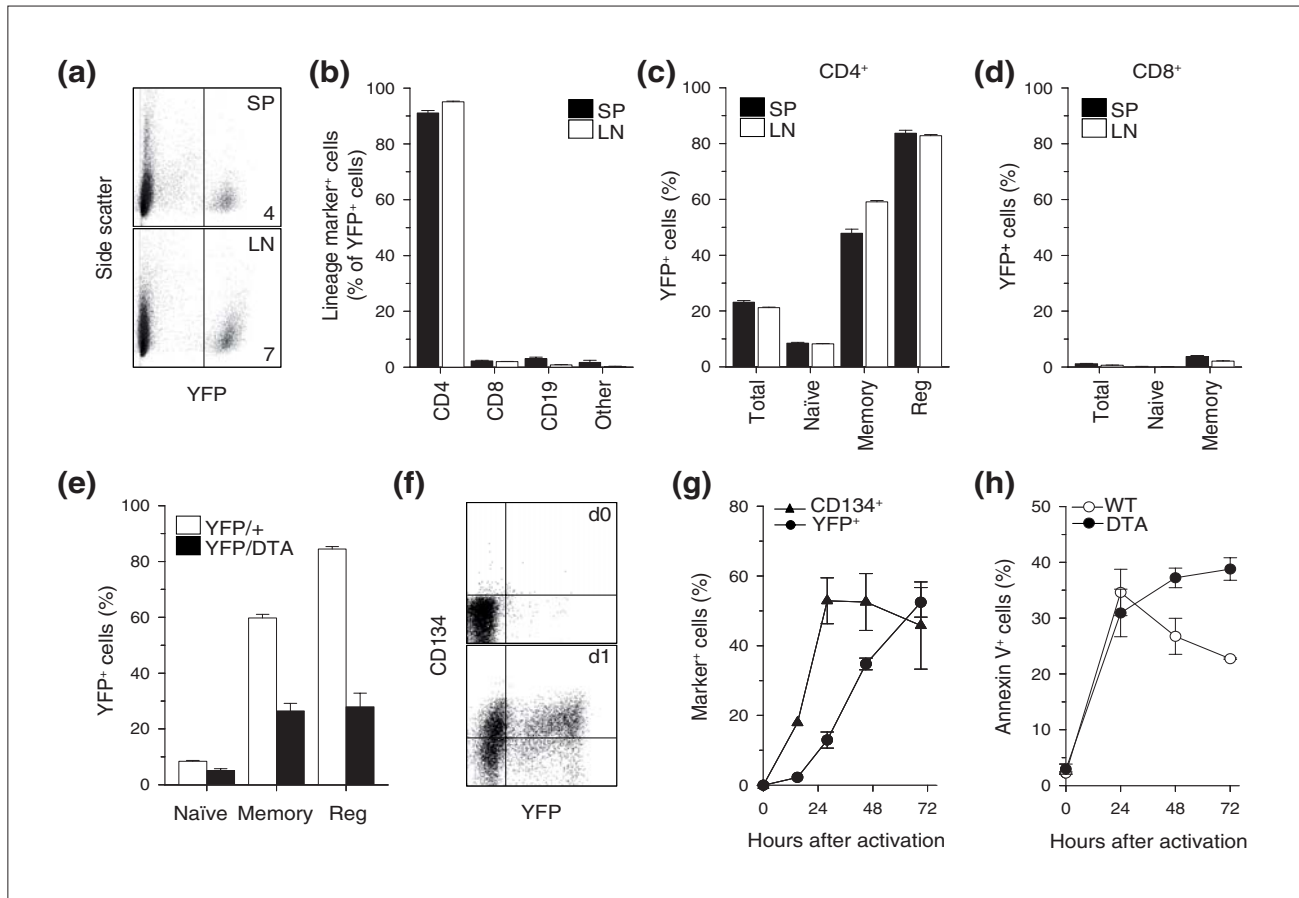 (a)
SP
4
LN
7
Side scatter
YFP
(b)
100
80
60
40
20
0
Lineage marker⁺ cells
(% of YFP⁺ cells)
SP
LN
CD4
CD8
CD19
Other
(c)
CD4⁺
100
80
60
40
20
0
YFP⁺ cells (%)
SP
LN
Total
Naïve
Memory
Reg
(d)
CD8⁺
100
80
60
40
20
0
YFP+ cells (%)
SP
LN
Total
Naive
Memory
(e)
100
80
60
40
20
0
YFP⁺ cells (%)
YFP/+
YFP/DTA
Naïve Memory Reg
(f)
d0
d1
CD134
YFP
(g)
80
60
40
20
0
Marker⁺ cells (%)
CD134⁺
YFP⁺
0 24 48 72
Hours after activation
(h)
50
40
30
20
10
0
Annexin V⁺ cells (%)
WT
DTA
0 24 48 72
Hours after activation